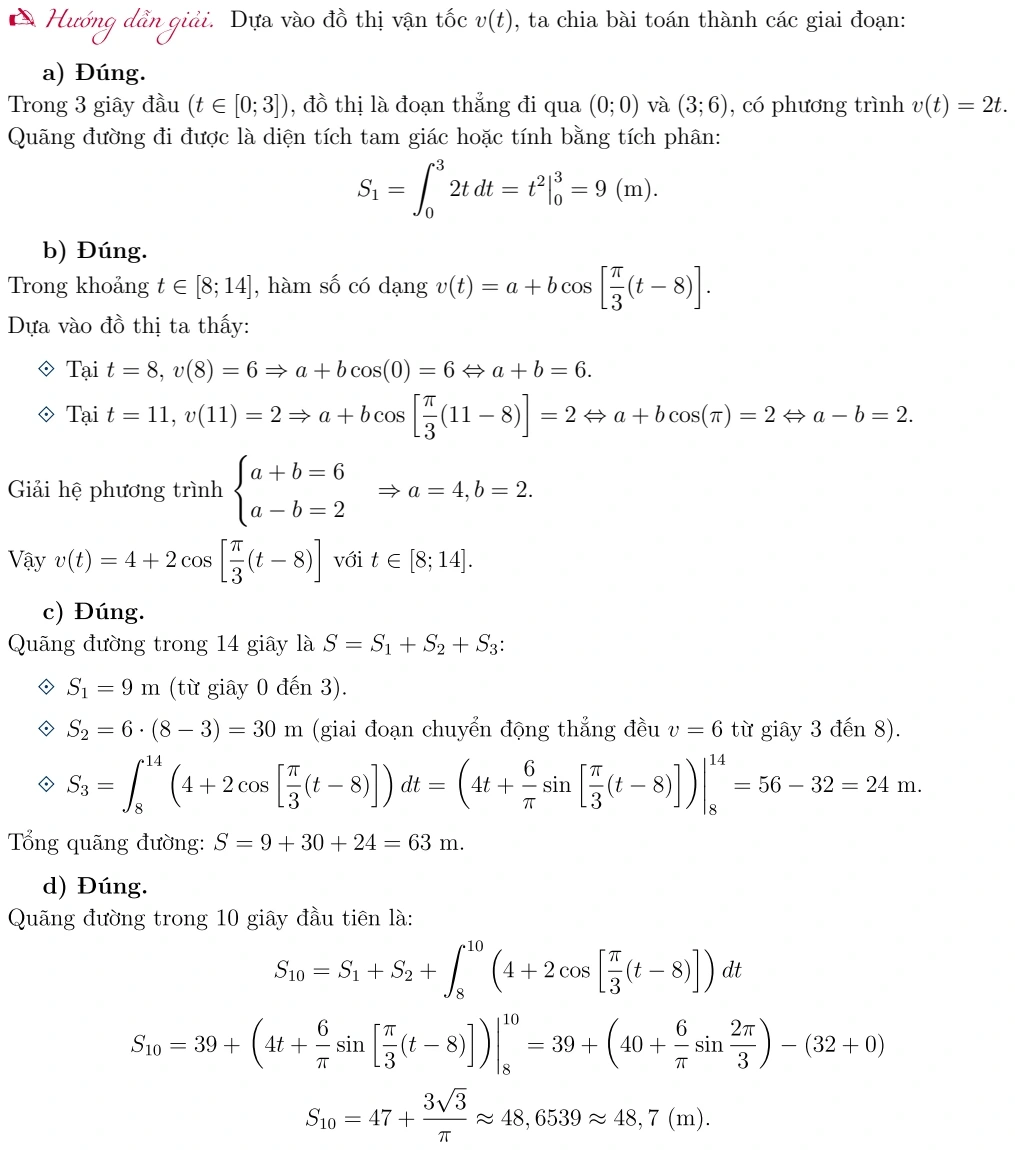 Hướng dẫn giải. Dựa vào đồ thị vận tốc v(t), ta chia bài toán thành các giai đoạn:
a) Đúng.
Trong 3 giây đầu (t ∈ [0; 3]), đồ thị là đoạn thẳng đi qua (0; 0) và (3; 6), có phương trình v(t) = 2t.
Quãng đường đi được là diện tích tam giác hoặc tính bằng tích phân:
S₁ = ∫₀³ 2t dt = t²|₀³ = 9 (m).
b) Đúng.
Trong khoảng t ∈ [8; 14], hàm số có dạng v(t) = a + b cos [π/3 (t − 8)].
Dựa vào đồ thị ta thấy:
◇ Tại t = 8, v(8) = 6 ⇒ a + b cos(0) = 6 ⇔ a + b = 6.
◇ Tại t = 11, v(11) = 2 ⇒ a + b cos [π/3 (11 − 8)] = 2 ⇔ a + b cos(π) = 2 ⇔ a − b = 2.
Giải hệ phương trình { a + b = 6
a − b = 2 ⇒ a = 4, b = 2.
Vậy v(t) = 4 + 2 cos [π/3 (t − 8)] với t ∈ [8; 14].
c) Đúng.
Quãng đường trong 14 giây là S = S₁ + S₂ + S₃:
◇ S₁ = 9 m (từ giây 0 đến 3).
◇ S₂ = 6 · (8 − 3) = 30 m (giai đoạn chuyển động thẳng đều v = 6 từ giây 3 đến 8).
◇ S₃ = ∫₈¹⁴ (4 + 2 cos [π/3 (t − 8)]) dt = (4t + 6/π sin [π/3 (t − 8)])|₈¹⁴ = 56 − 32 = 24 m.
Tổng quãng đường: S = 9 + 30 + 24 = 63 m.
d) Đúng.
Quãng đường trong 10 giây đầu tiên là:
S₁₀ = S₁ + S₂ + ∫₈¹⁰ (4 + 2 cos [π/3 (t − 8)]) dt
S₁₀ = 39 + (4t + 6/π sin [π/3 (t − 8)])|₈¹⁰ = 39 + (40 + 6/π sin 2π/3) − (32 + 0)
S₁₀ = 47 + 3√3/π ≈ 48, 6539 ≈ 48, 7 (m).